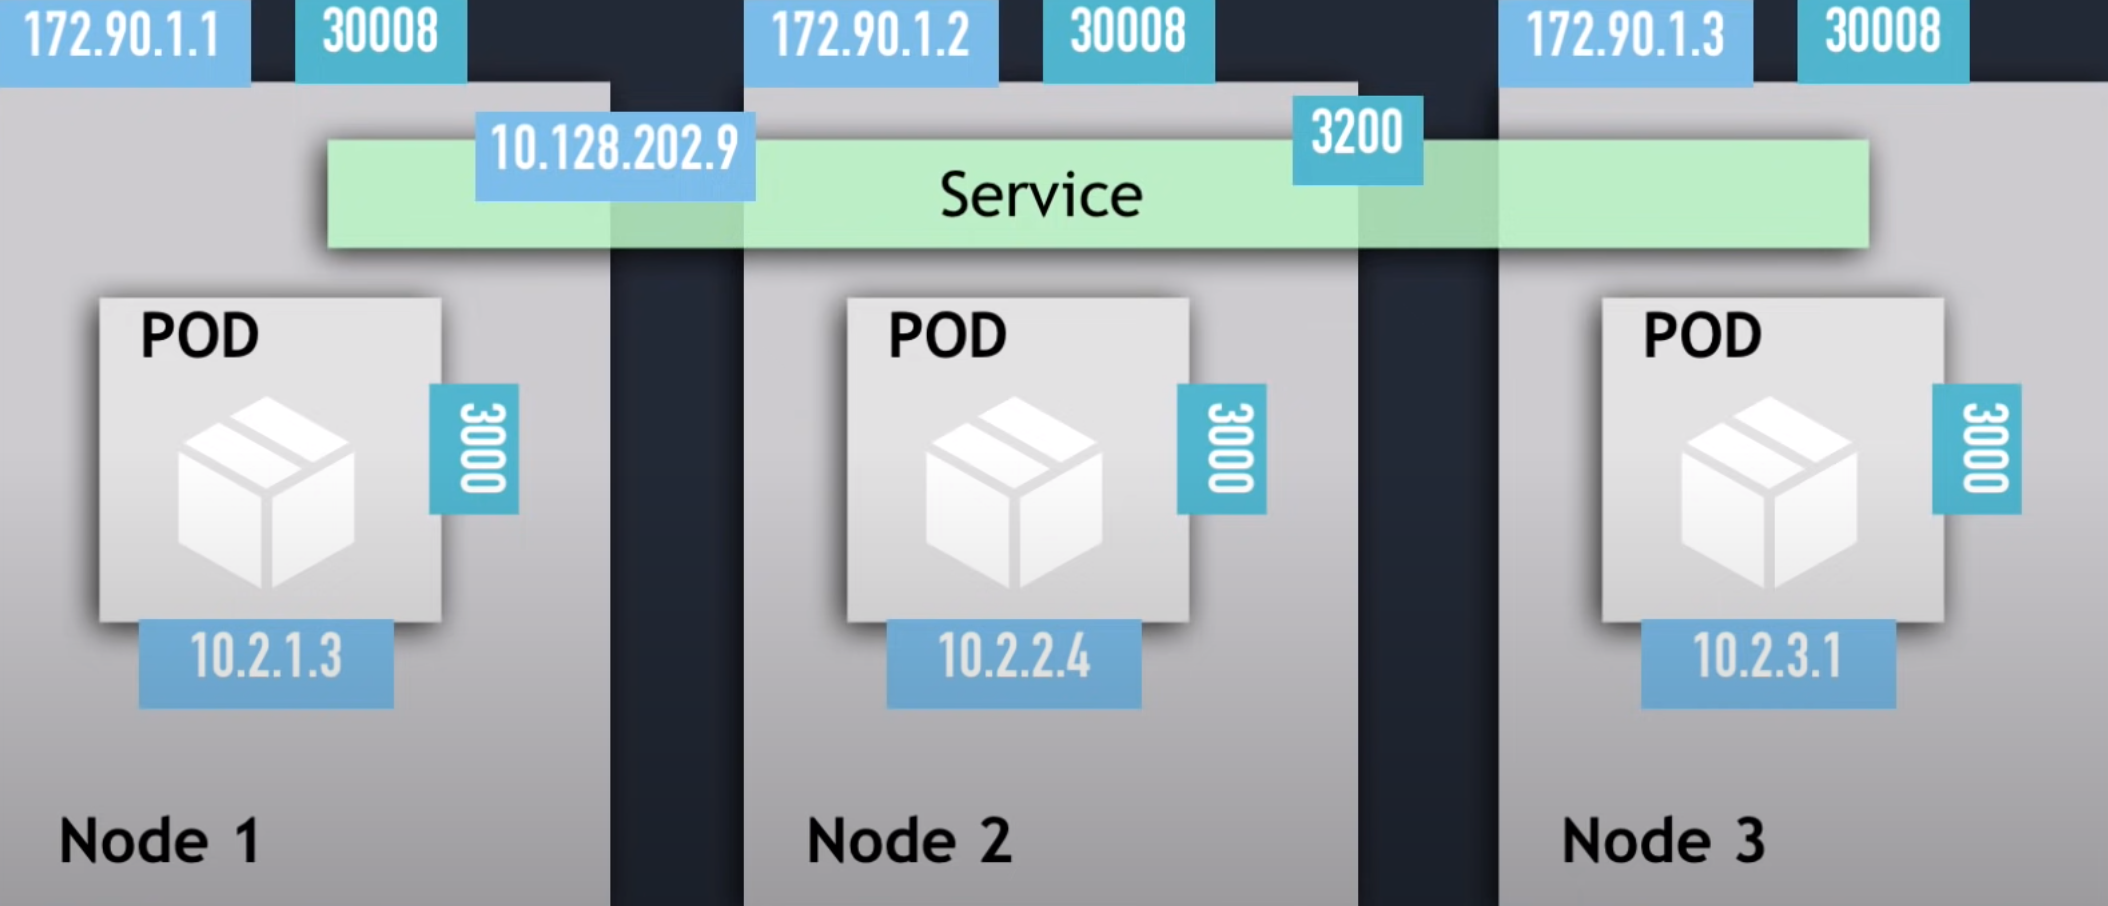 172.90.1.1
30008
172.90.1.2
30008
172.90.1.3
30008
10.128.202.9
3200
Service
POD
POD
POD
3000
3000
3000
10.2.1.3
10.2.2.4
10.2.3.1
Node 1
Node 2
Node 3